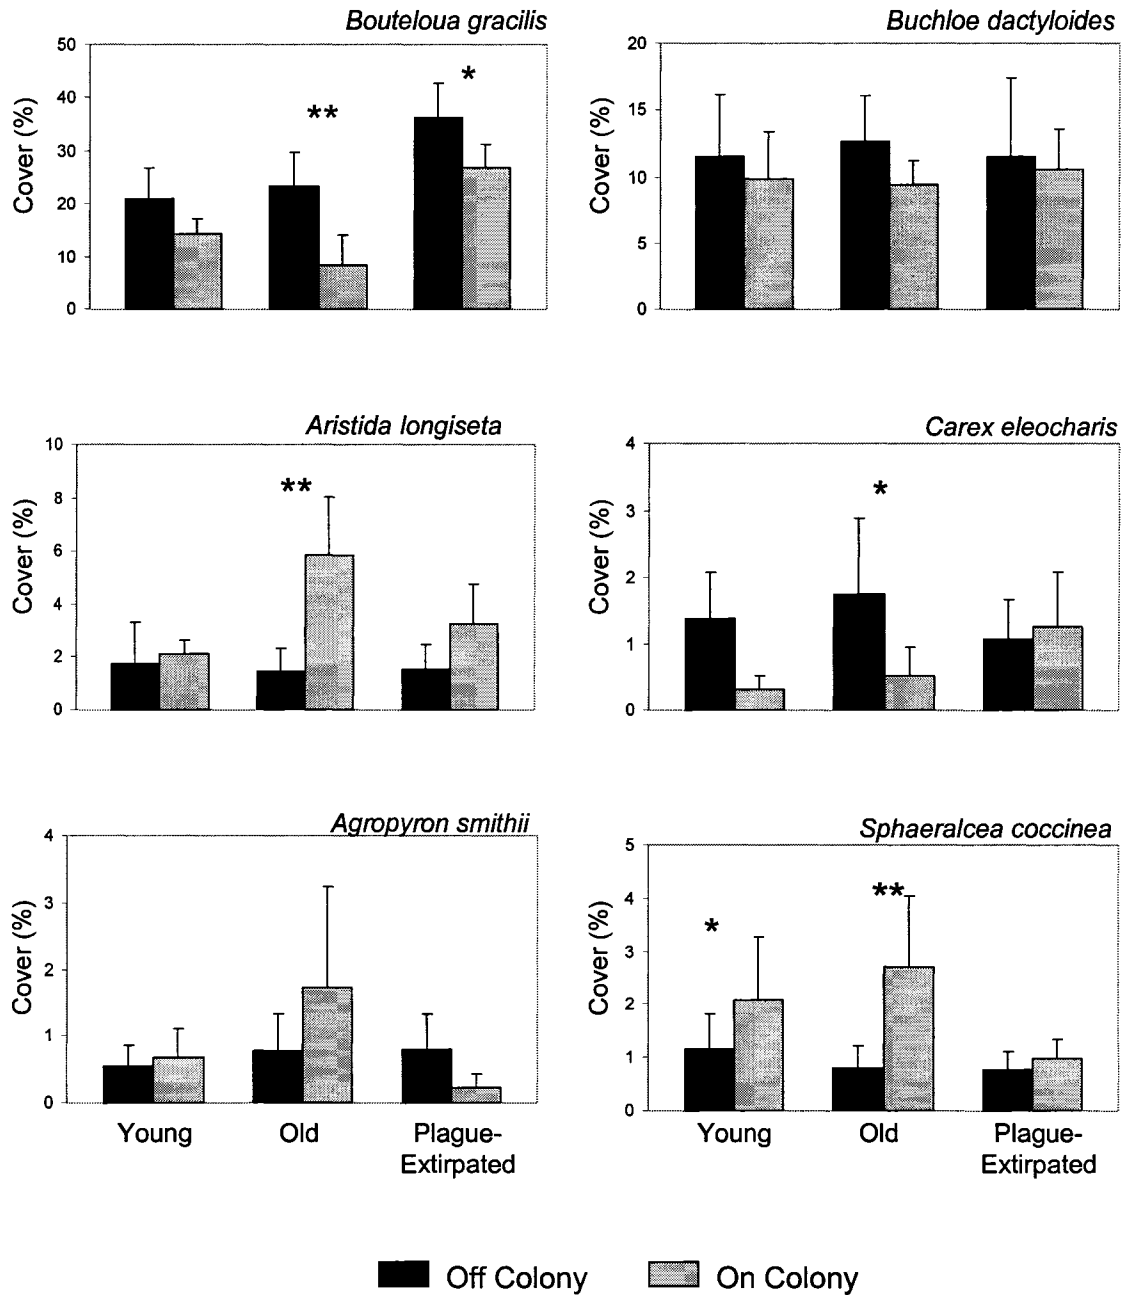 Bouteloua gracilis
Buchloe dactyloides
50
40
30
20
10
0
Cover (%)
**
*
20
15
10
5
0
Cover (%)
Aristida longiseta
Carex eleocharis
10
8
6
4
2
0
Cover (%)
**
4
3
2
1
0
Cover (%)
*
Agropyron smithii
Sphaeralcea coccinea
4
3
2
1
0
Cover (%)
Young
Old
Plague-
Extirpated
5
4
3
2
1
0
Cover (%)
*
**
Young
Old
Plague-
Extirpated
Off Colony
On Colony